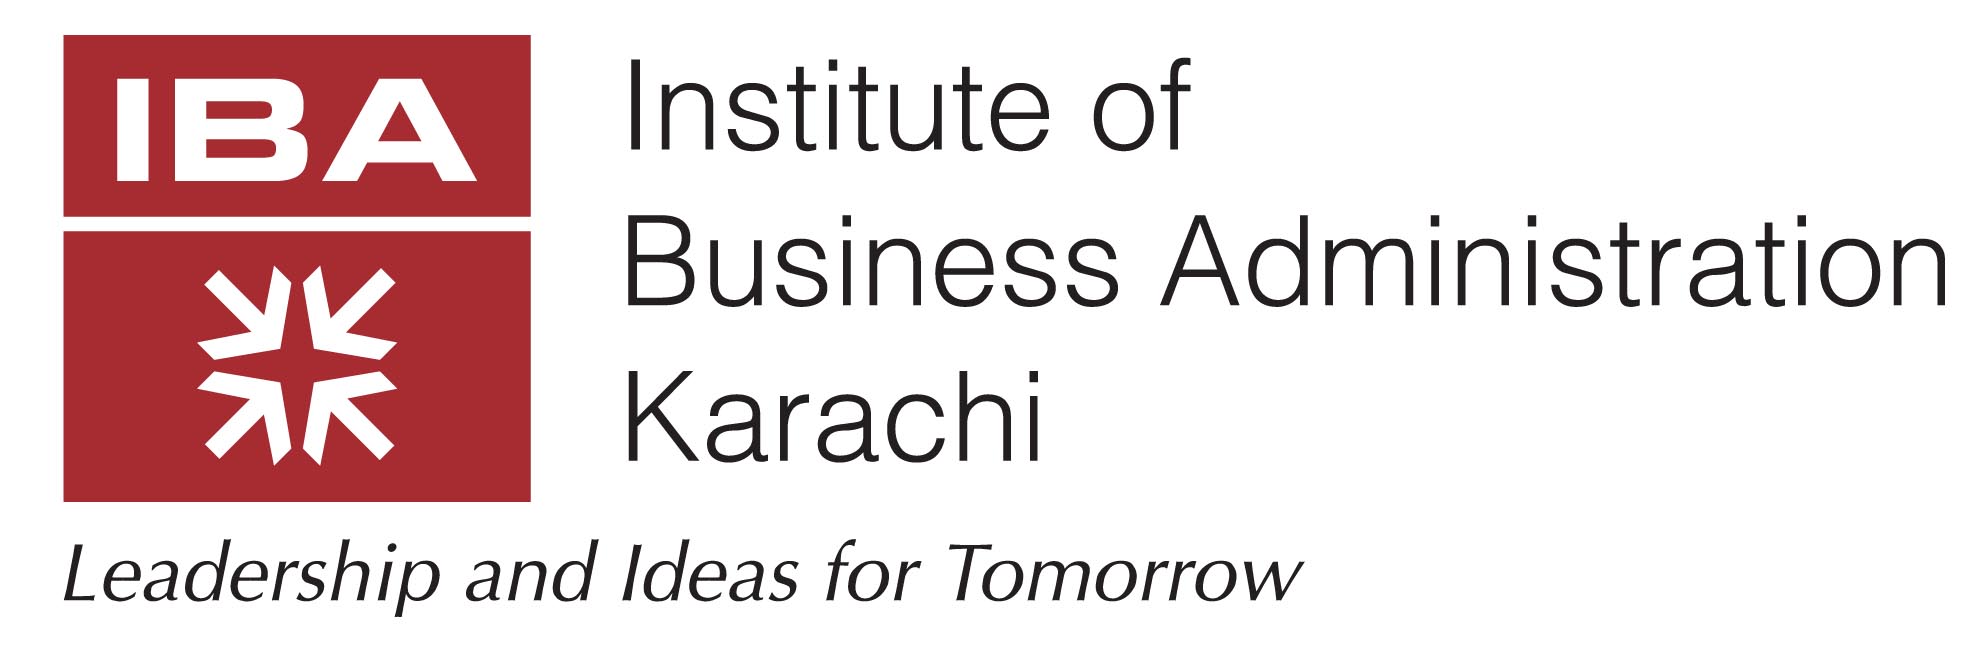 IBA
Institute of
Business Administration
Karachi
Leadership and Ideas for Tomorrow